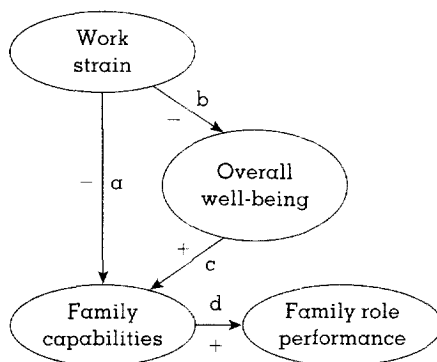 Work
strain
b
−
− a
Overall
well-being
+
c
Family
capabilities
d
+
Family role
performance